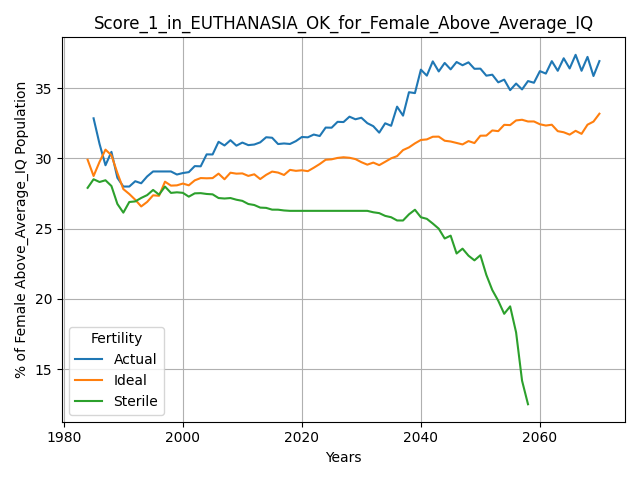 Score_1_in_EUTHANASIA_OK_for_Female_Above_Average_IQ
% of Female Above_Average_IQ Population
35
30
25
20
15
Fertility
Actual
Ideal
Sterile
1980
2000
2020
2040
2060
Years